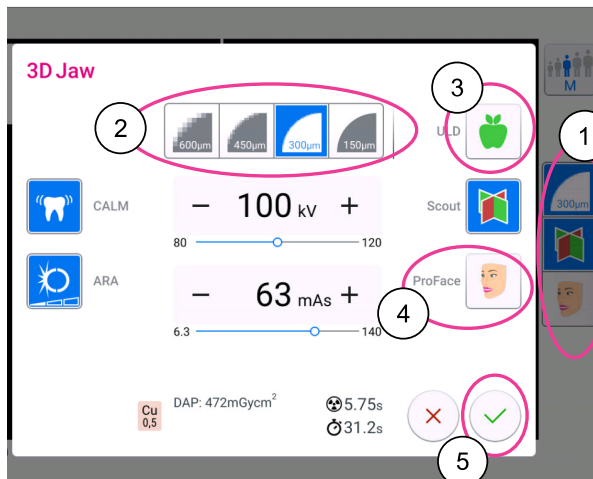 3D Jaw
M
3
2
ULD
1
600µm 450µm 300µm 150µm
CALM
100 kV
Scout
300µm
80
120
ARA
63 mAs
ProFace
4
6.3
140
Cu
0,5
DAP: 472mGycm²
5.75s
31.2s
5